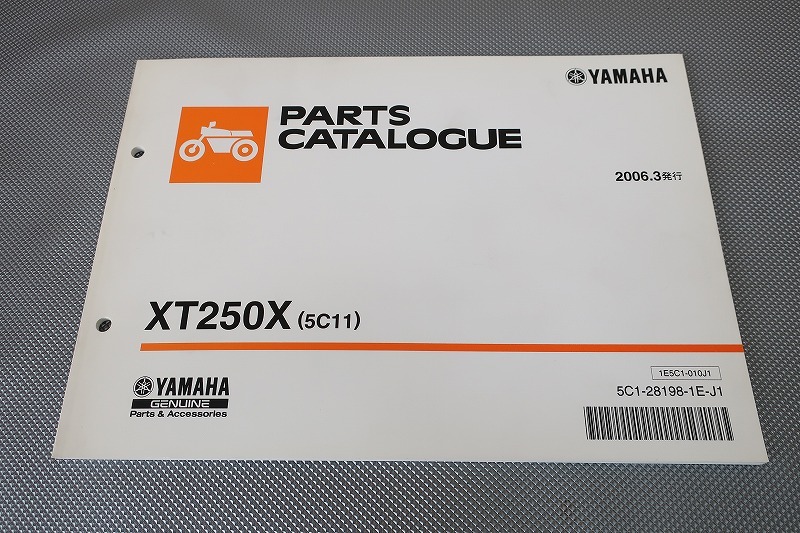 YAMAHA
PARTS
CATALOGUE
2006.3発行
XT250X (5C11)
1E5C1-010J1
5C1-28198-1E-J1
YAMAHA
GENUINE
Parts & Accessories